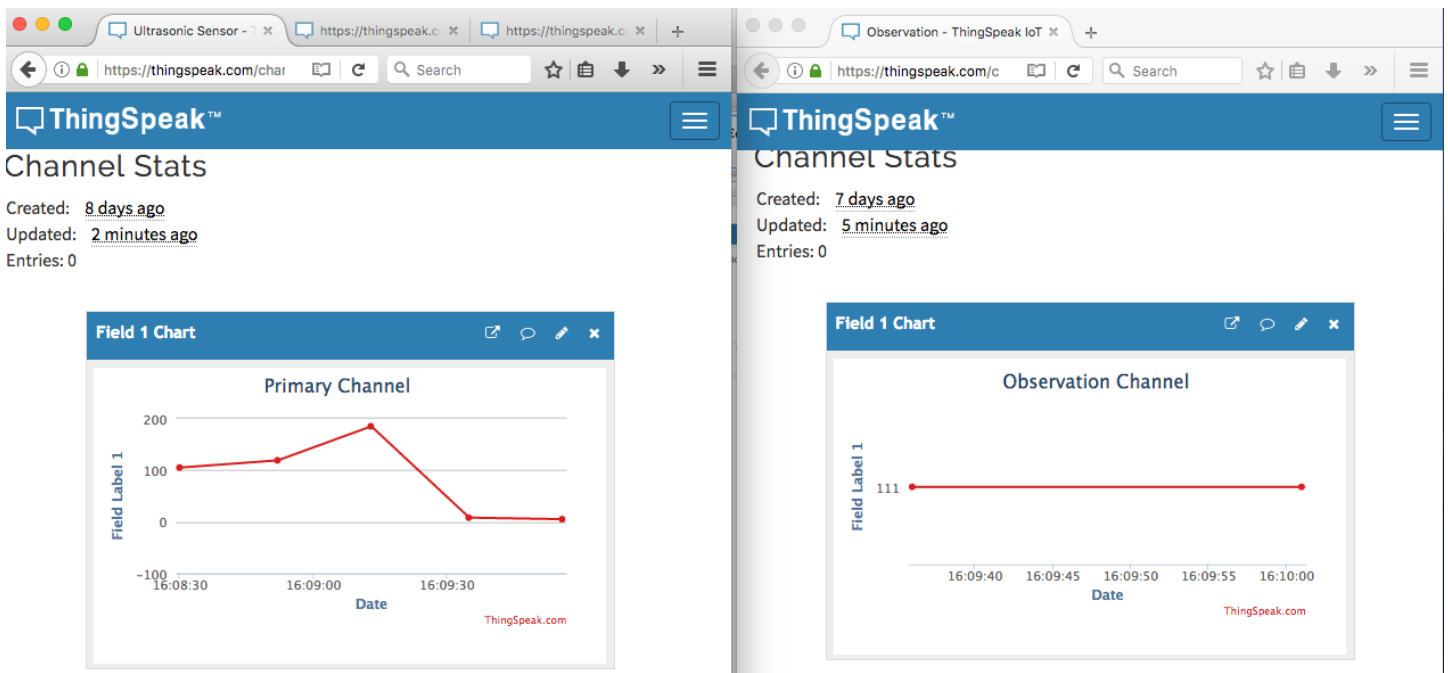 Ultrasonic Sensor - T
https://thingspeak.c
https://thingspeak.c
https://thingspeak.com/char
Search
ThingSpeak™
Channel Stats
Created: 8 days ago
Updated: 2 minutes ago
Entries: 0
Field 1 Chart
Primary Channel
Field Label 1
200
100
0
-100
16:08:30 16:09:00 16:09:30
Date
ThingSpeak.com
Observation - ThingSpeak IoT
https://thingspeak.com/c
Search
ThingSpeak™
Channel Stats
Created: 7 days ago
Updated: 5 minutes ago
Entries: 0
Field 1 Chart
Observation Channel
Field Label 1
111
16:09:40 16:09:45 16:09:50 16:09:55 16:10:00
Date
ThingSpeak.com